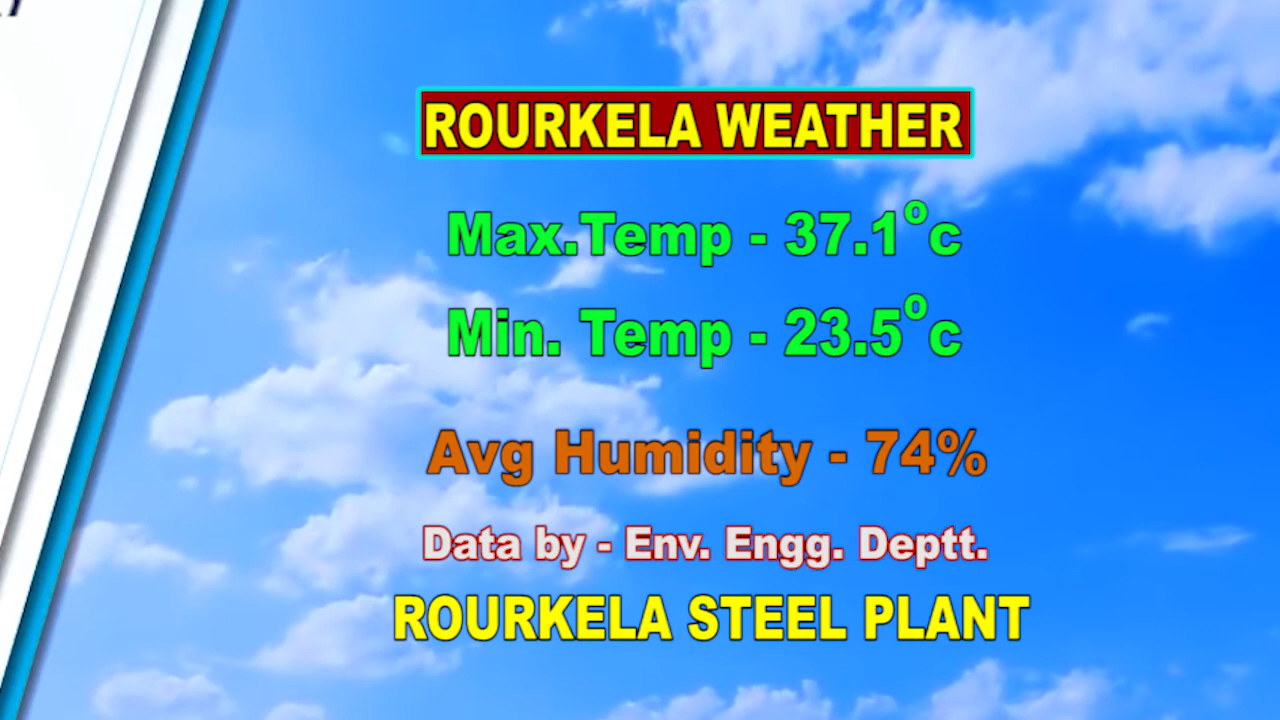 ROURKELA WEATHER
Max.Temp - 37.1°c
Min. Temp - 23.5°c
Avg Humidity - 74%
Data by - Env. Engg. Deptt.
ROURKELA STEEL PLANT